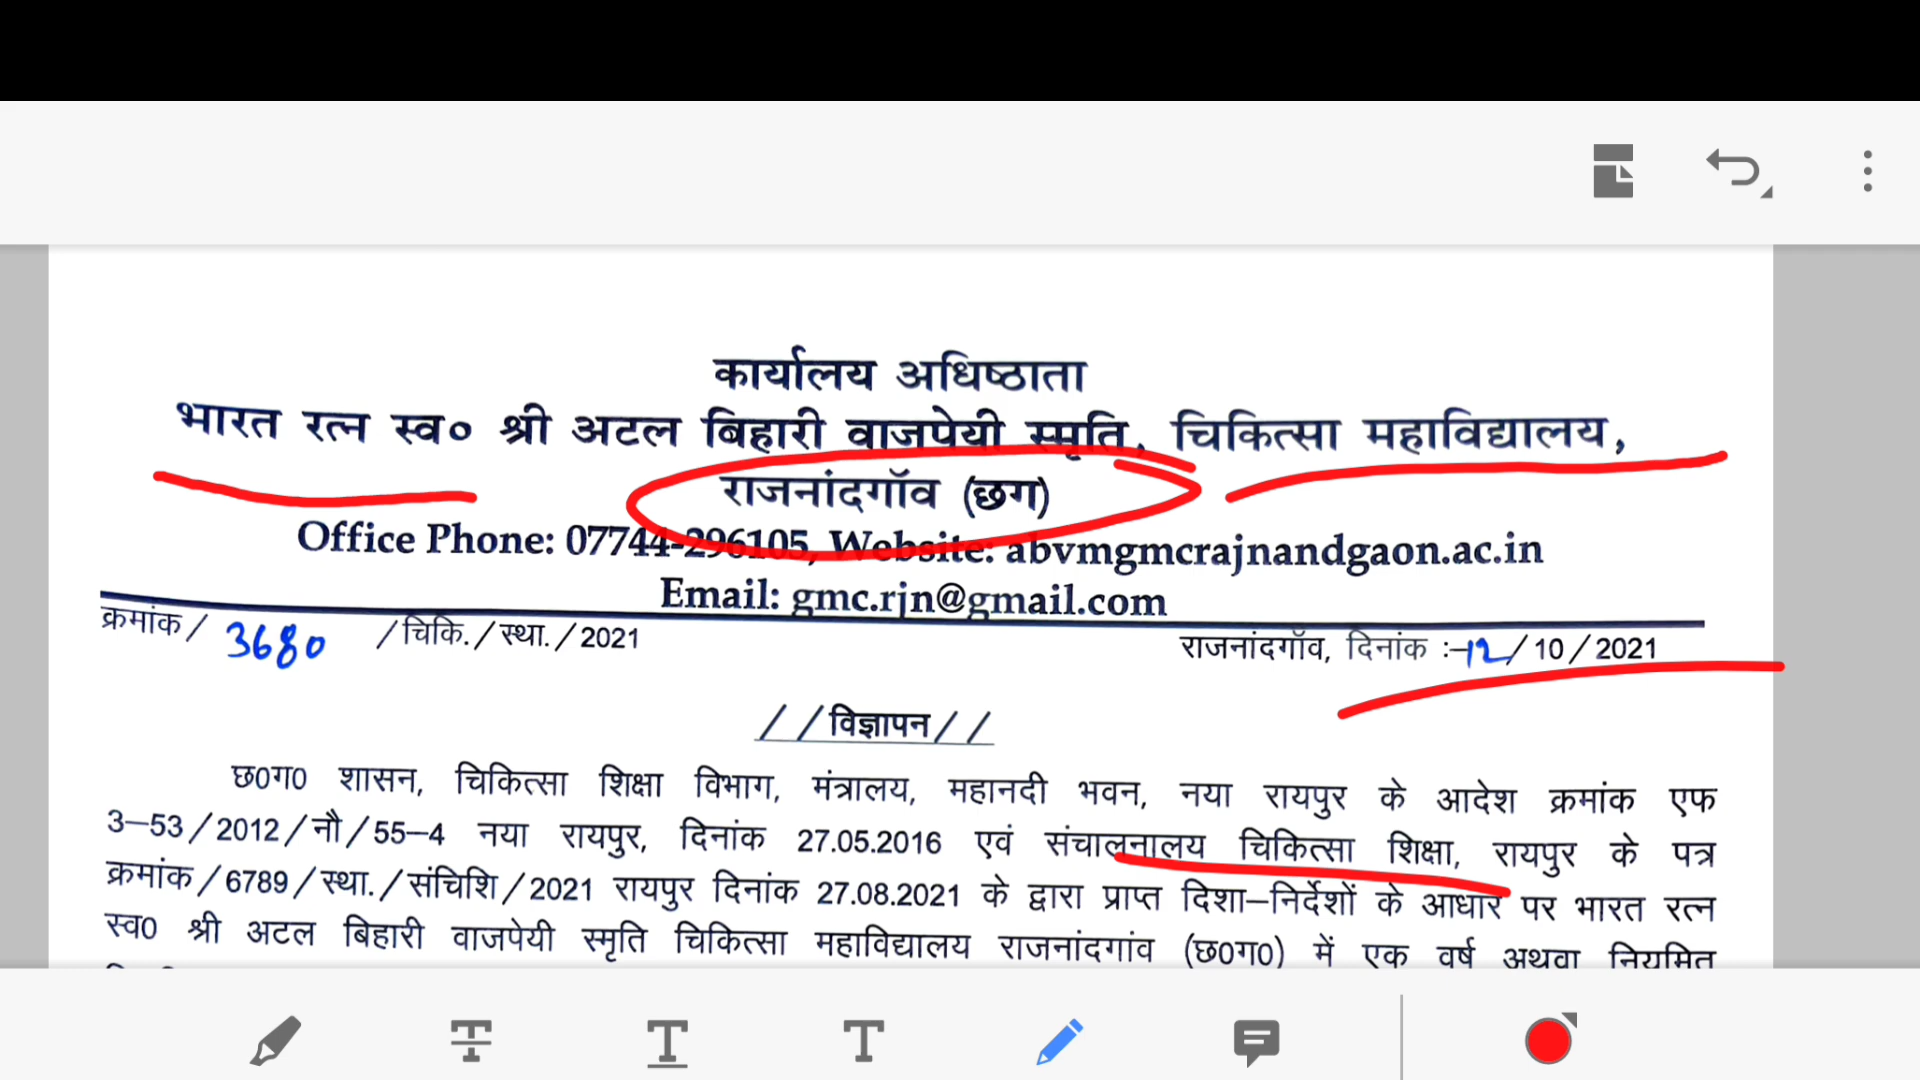 कार्यालय अधिष्ठाता
भारत रत्न स्व० श्री अटल बिहारी वाजपेयी स्मृति, चिकित्सा महाविद्यालय,
राजनांदगॉव (छग)
Office Phone: 07744-296105, Website: abvmgmcrajnandgaon.ac.in
Email: gmc.rjn@gmail.com
क्रमांक/ 3680 /चिकि./स्था./2021 राजनांदगॉव, दिनांक :–12/10/2021
//विज्ञापन//
छ0ग0 शासन, चिकित्सा शिक्षा विभाग, मंत्रालय, महानदी भवन, नया रायपुर के आदेश क्रमांक एफ
3–53/2012/नौ/55–4 नया रायपुर, दिनांक 27.05.2016 एवं संचालनालय चिकित्सा शिक्षा, रायपुर के पत्र
क्रमांक/6789/स्था./संचिशि/2021 रायपुर दिनांक 27.08.2021 के द्वारा प्राप्त दिशा–निर्देशों के आधार पर भारत रत्न
स्व0 श्री अटल बिहारी वाजपेयी स्मृति चिकित्सा महाविद्यालय राजनांदगांव (छ0ग0) में एक वर्ष अथवा नियमित